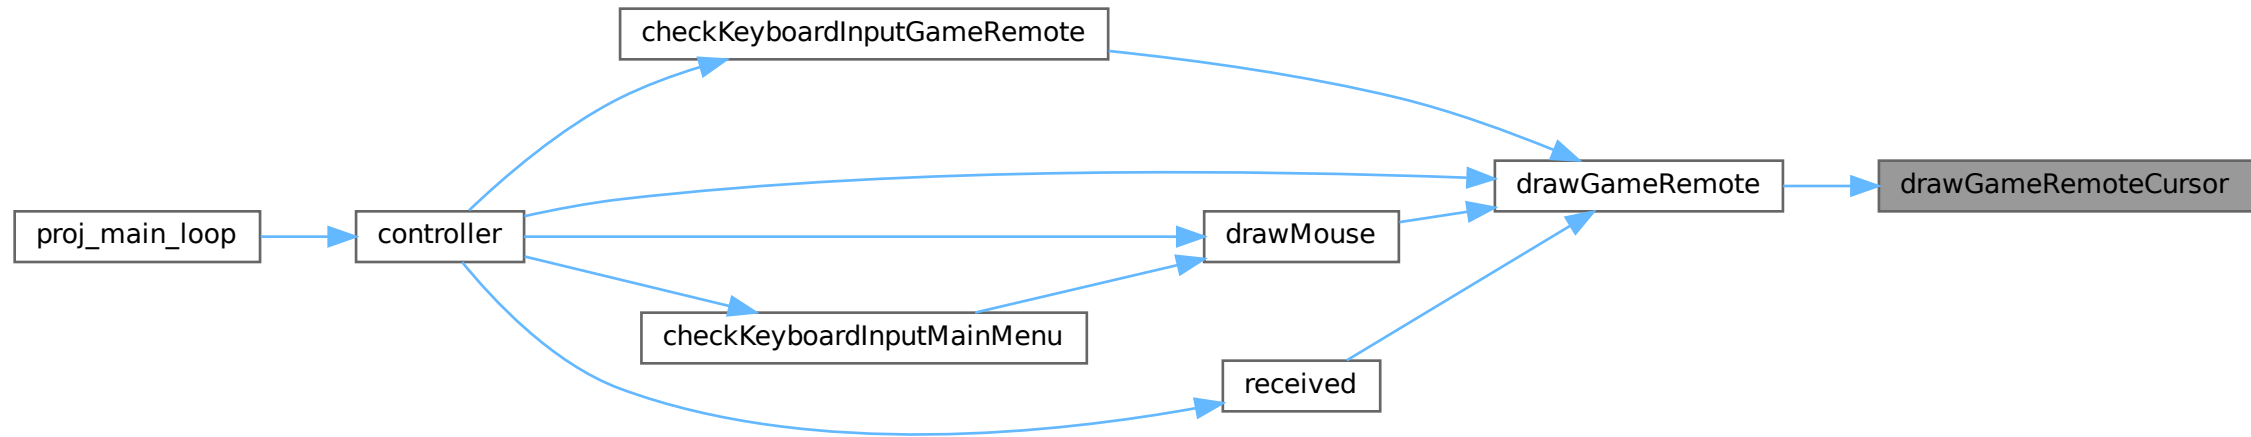 checkKeyboardInputGameRemote
drawGameRemote
drawGameRemoteCursor
proj_main_loop
controller
drawMouse
checkKeyboardInputMainMenu
received